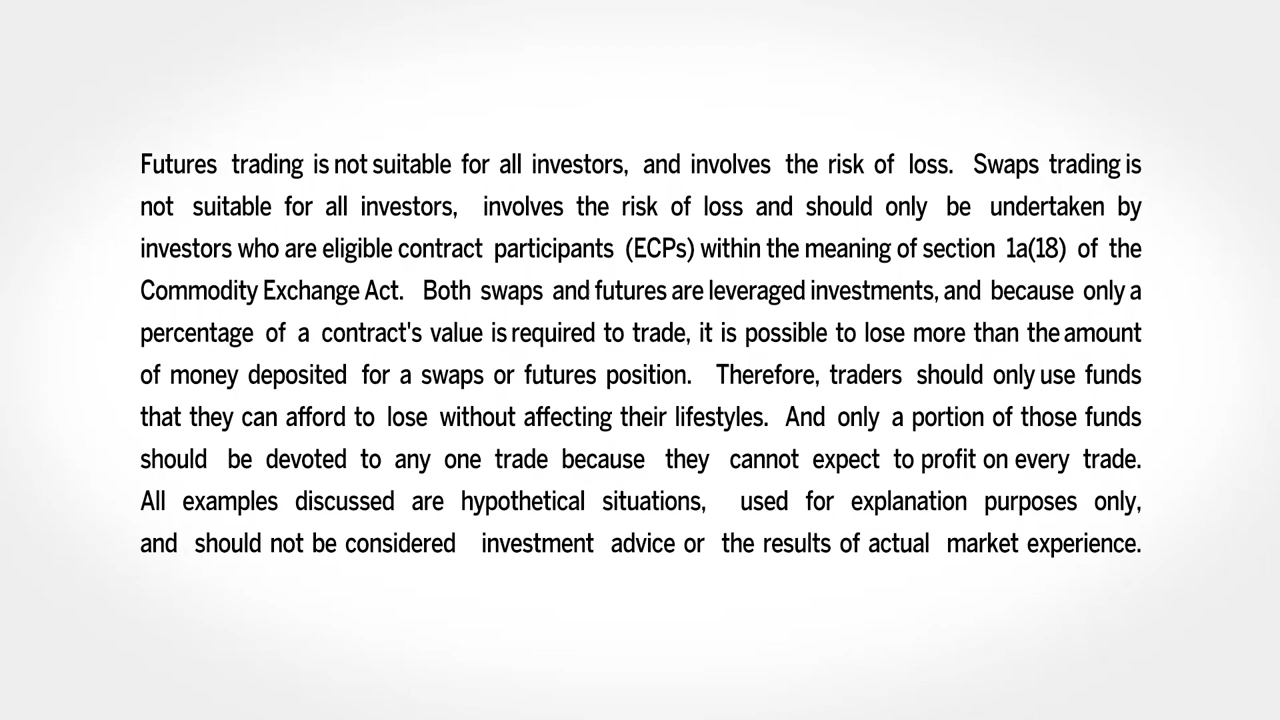 Futures trading is not suitable for all investors, and involves the risk of loss. Swaps trading is
not suitable for all investors, involves the risk of loss and should only be undertaken by
investors who are eligible contract participants (ECPs) within the meaning of section 1a(18) of the
Commodity Exchange Act. Both swaps and futures are leveraged investments, and because only a
percentage of a contract's value is required to trade, it is possible to lose more than the amount
of money deposited for a swaps or futures position. Therefore, traders should only use funds
that they can afford to lose without affecting their lifestyles. And only a portion of those funds
should be devoted to any one trade because they cannot expect to profit on every trade.
All examples discussed are hypothetical situations, used for explanation purposes only,
and should not be considered investment advice or the results of actual market experience.